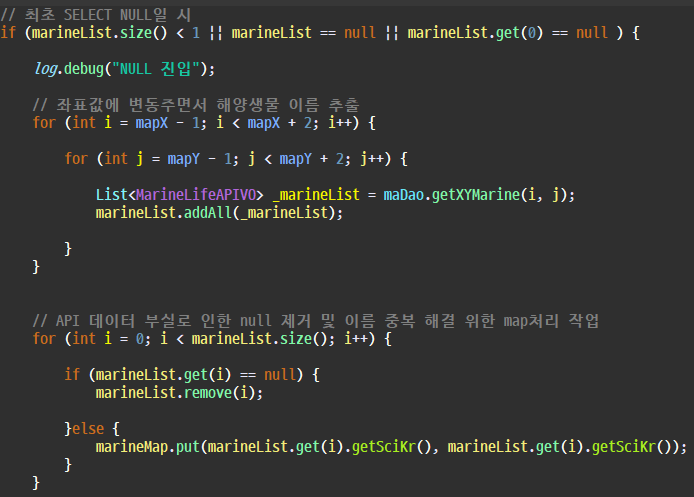 // 최초 SELECT NULL일 시
if (marineList.size() < 1 || marineList == null || marineList.get(0) == null ) {
log.debug("NULL 진입");
// 좌표값에 변동주면서 해양생물 이름 추출
for (int i = mapX - 1; i < mapX + 2; i++) {
for (int j = mapY - 1; j < mapY + 2; j++) {
List<MarineLifeAPIVO> _marineList = maDao.getXYMarine(i, j);
marineList.addAll(_marineList);
}
}
// API 데이터 부실로 인한 null 제거 및 이름 중복 해결 위한 map처리 작업
for (int i = 0; i < marineList.size(); i++) {
if (marineList.get(i) == null) {
marineList.remove(i);
}else {
marineMap.put(marineList.get(i).getSciKr(), marineList.get(i).getSciKr());
}
}